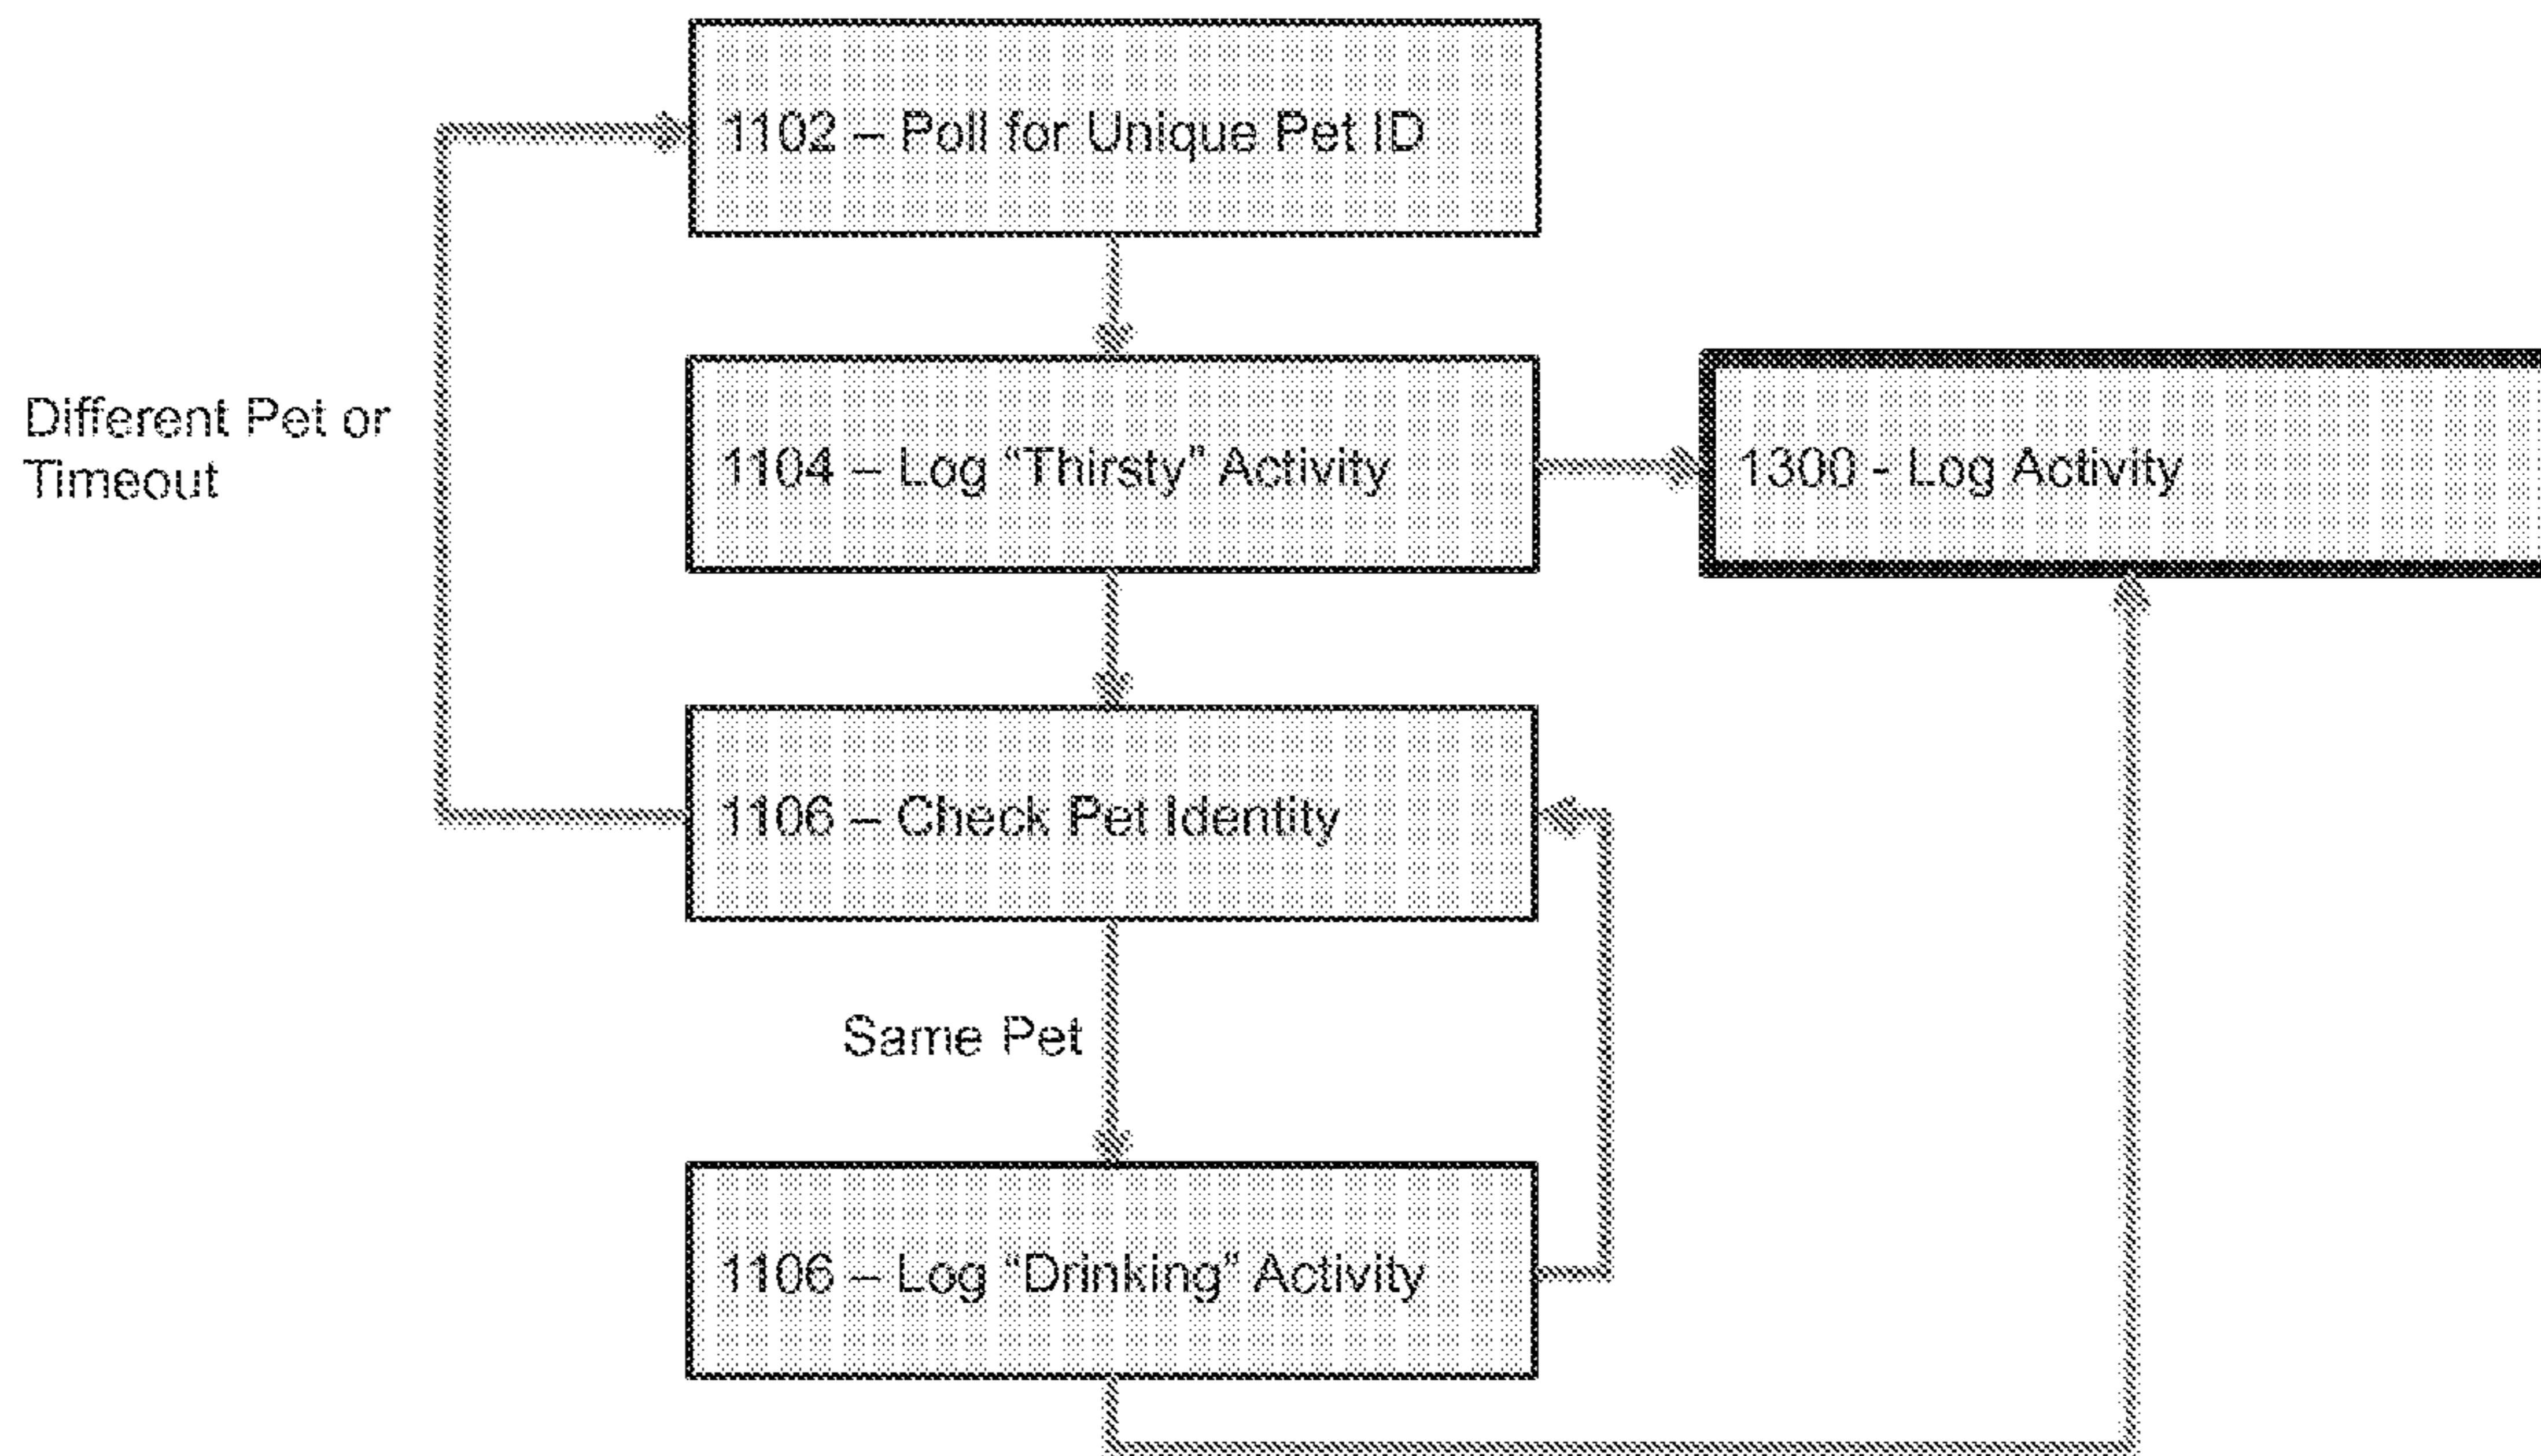 1102 – Poll for Unique Pet ID
Different Pet or
Timeout
1104 – Log “Thirsty” Activity
1300 - Log Activity
1106 – Check Pet Identity
Same Pet
1106 – Log “Drinking” Activity